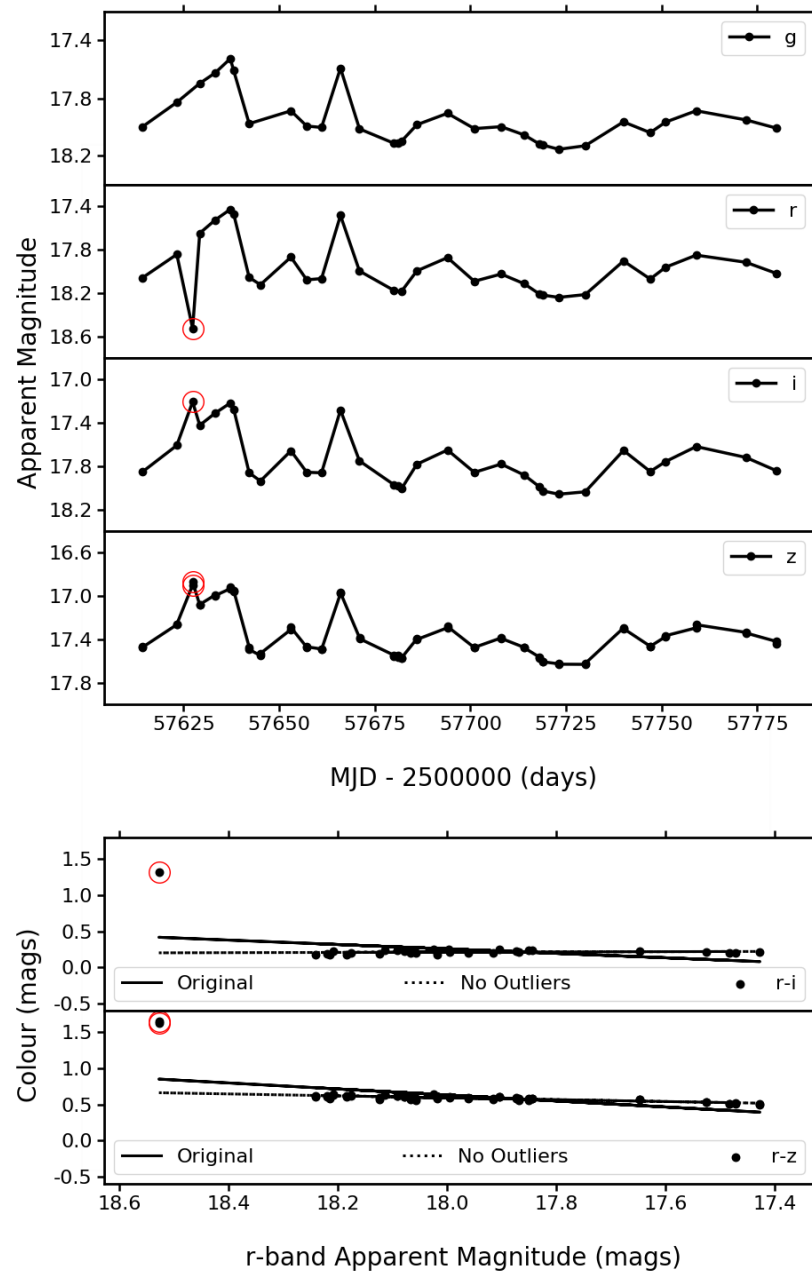 g
17.4
17.8
18.2
r
17.4
17.8
18.2
18.6
Apparent Magnitude
i
17.0
17.4
17.8
18.2
z
16.6
17.0
17.4
17.8
57625 57650 57675 57700 57725 57750 57775
MJD - 2500000 (days)
Colour (mags)
1.5
1.0
0.5
0.0
-0.5
Original No Outliers r-i
1.5
1.0
0.5
0.0
-0.5
Original No Outliers r-z
18.6 18.4 18.2 18.0 17.8 17.6 17.4
r-band Apparent Magnitude (mags)